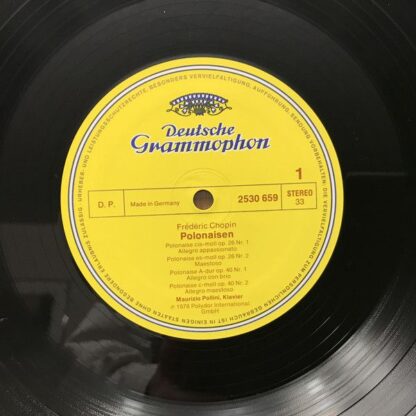 Deutsche
Grammophon
1
D. P.
Made in Germany
2530 659
STEREO
33
Frédéric Chopin
Polonaisen
Polonaise cis-moll op. 26 Nr. 1
Allegro appassionato
Polonaise es-moll op. 26 Nr. 2
Maestoso
Polonaise A-dur op. 40 Nr. 1
Allegro con brio
Polonaise c-moll op. 40 Nr. 2
Allegro maestoso
Maurizio Pollini, Klavier
℗ 1976 Polydor International
GmbH